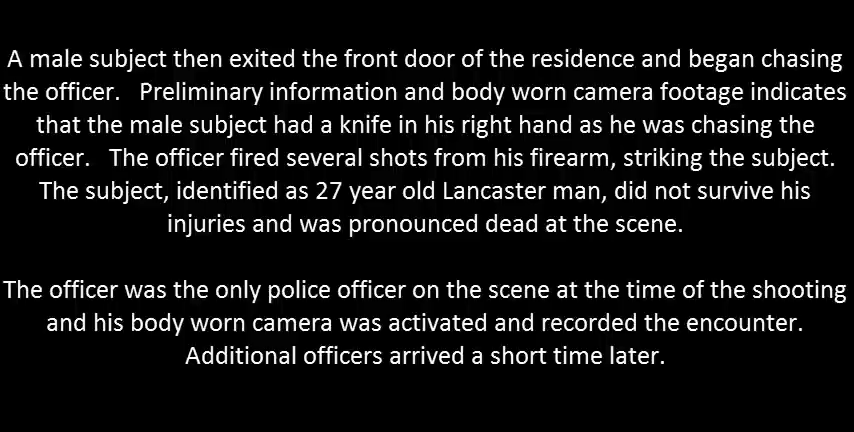 A male subject then exited the front door of the residence and began chasing
the officer.   Preliminary information and body worn camera footage indicates
that the male subject had a knife in his right hand as he was chasing the
officer.   The officer fired several shots from his firearm, striking the subject.
The subject, identified as 27 year old Lancaster man, did not survive his
injuries and was pronounced dead at the scene.
The officer was the only police officer on the scene at the time of the shooting
and his body worn camera was activated and recorded the encounter.
Additional officers arrived a short time later.